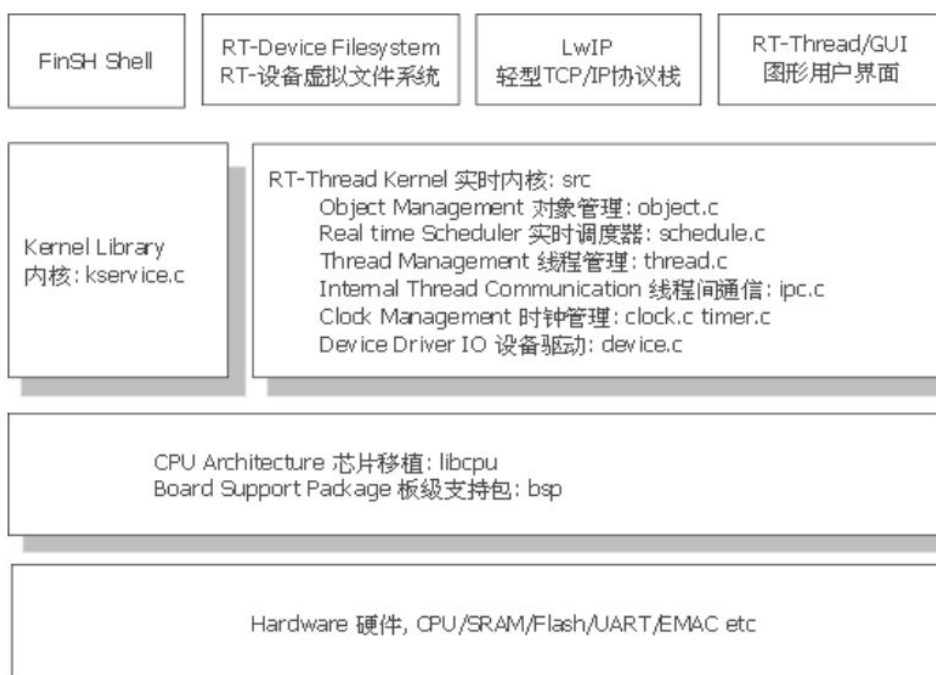 FinSH Shell
RT-Device Filesystem
RT-设备虚拟文件系统
LwIP
轻型TCP/IP协议栈
RT-Thread/GUI
图形用户界面
Kernel Library
内核: kservice.c
RT-Thread Kernel 实时内核: src
Object Management 对象管理: object.c
Real time Scheduler 实时调度器: schedule.c
Thread Management 线程管理: thread.c
Internal Thread Communication 线程间通信: ipc.c
Clock Management 时钟管理: clock.c timer.c
Device Driver IO 设备驱动: device.c
CPU Architecture 芯片移植: libcpu
Board Support Package 板级支持包: bsp
Hardware 硬件, CPU/SRAM/Flash/UART/EMAC etc